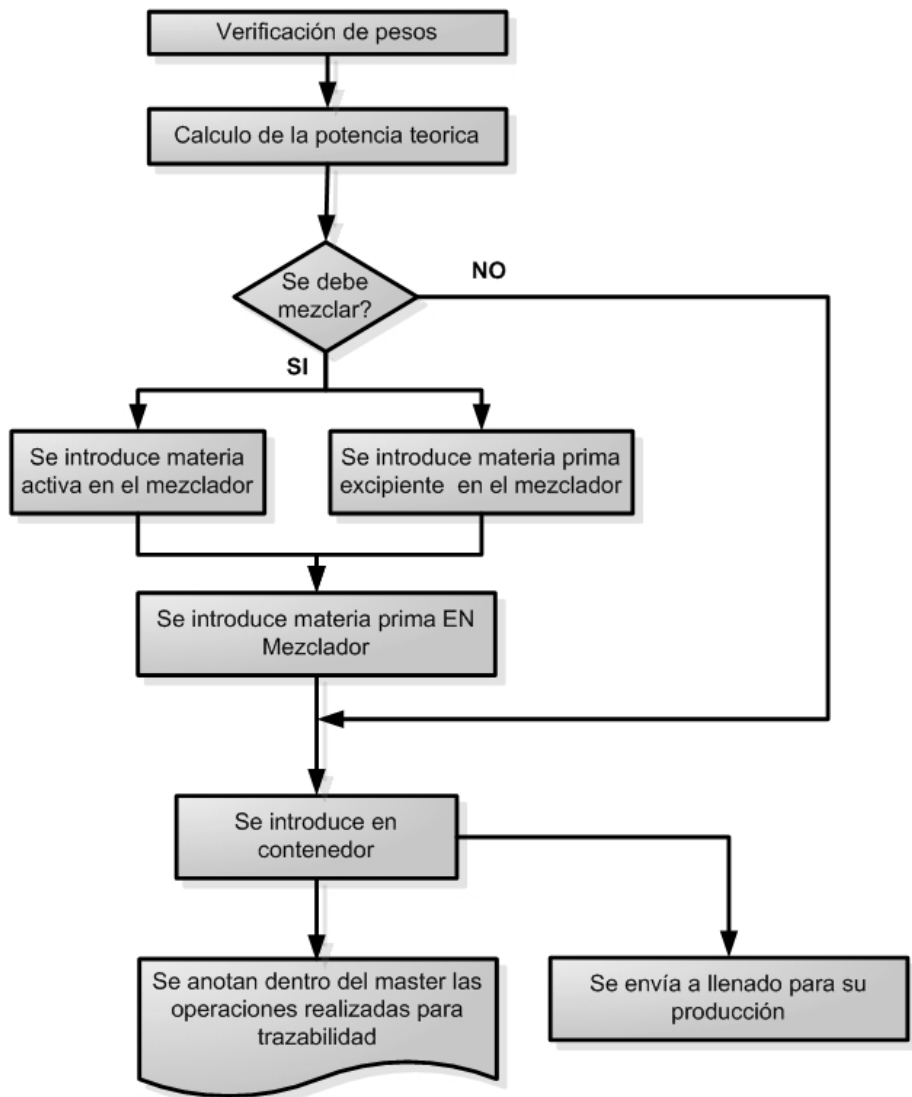 Verificación de pesos
Calculo de la potencia teorica
Se debe
mezclar?
NO
SI
Se introduce materia
activa en el mezclador
Se introduce materia prima
excipiente en el mezclador
Se introduce materia prima EN
Mezclador
Se introduce en
contenedor
Se anotan dentro del master las
operaciones realizadas para
trazabilidad
Se envía a llenado para su
producción